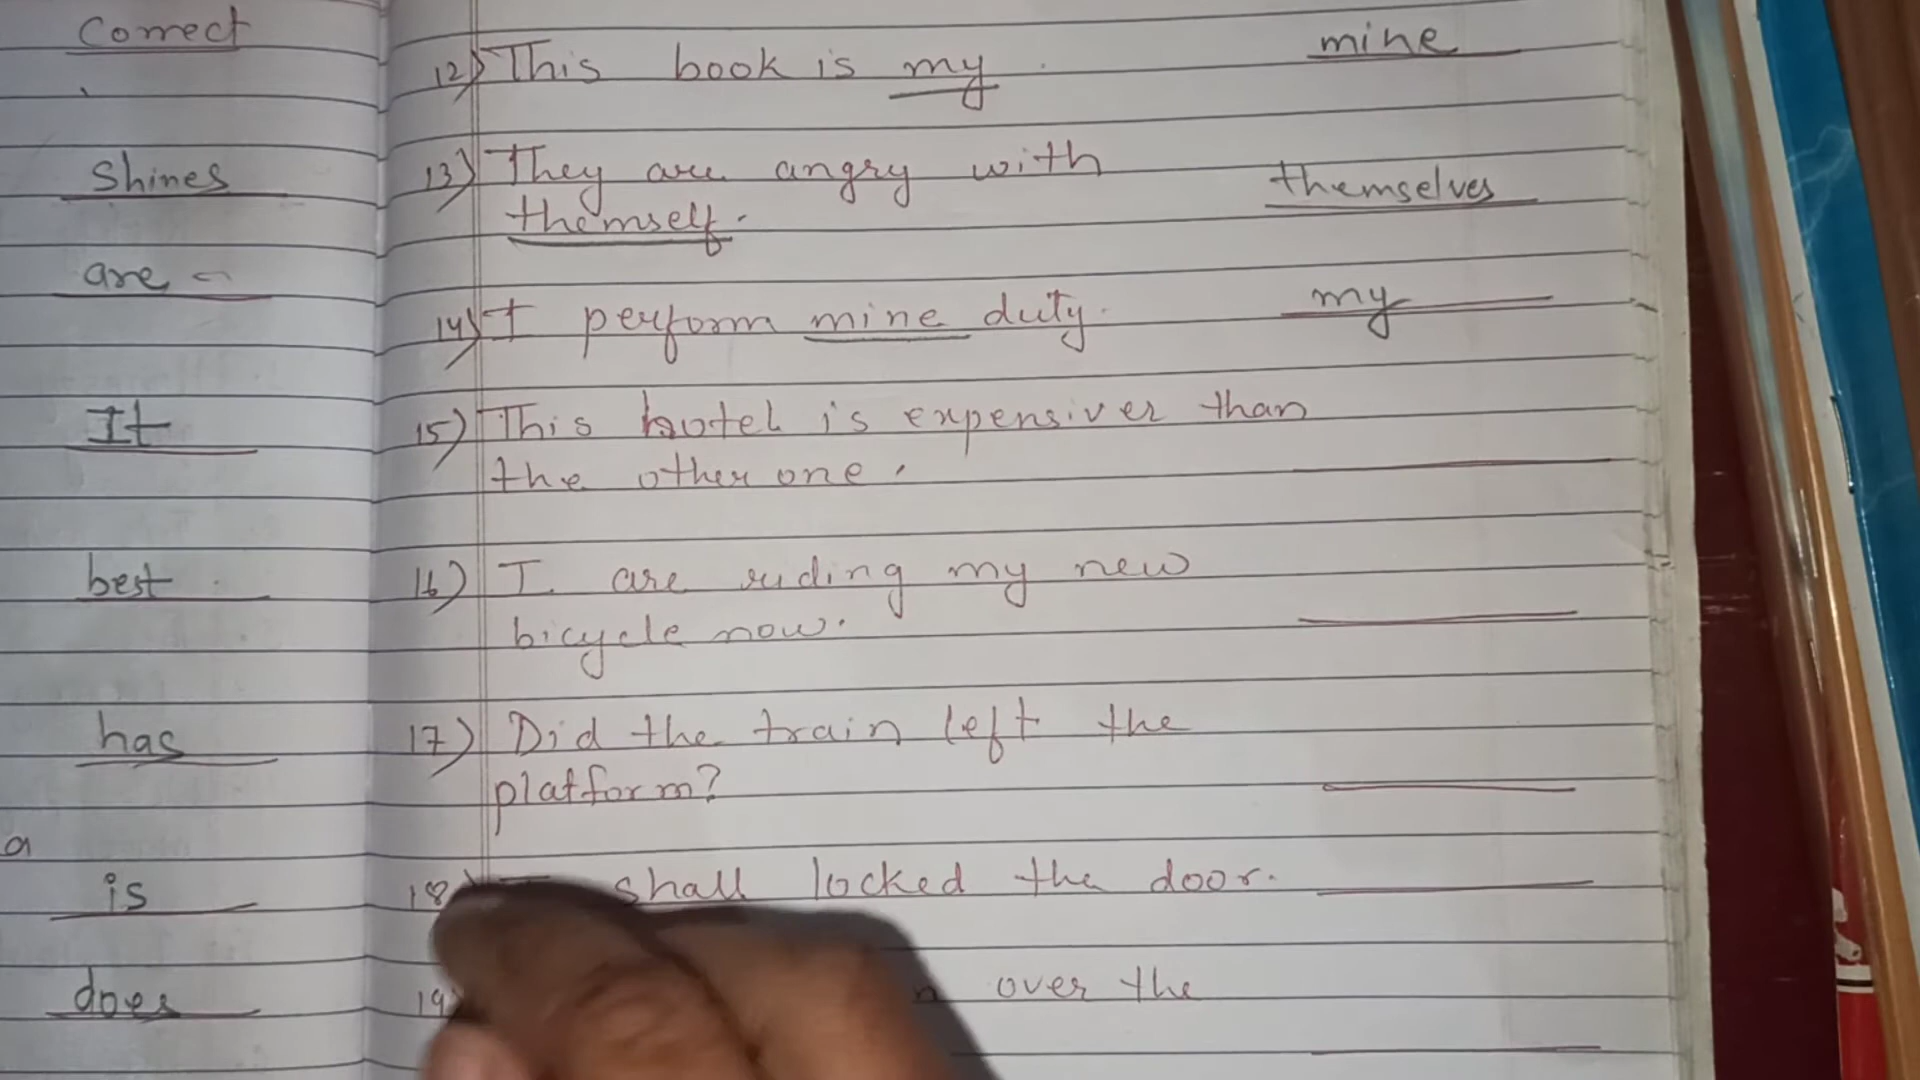 Correct
Shines
are
It
best
has
a
is
does
12) This book is my . mine
13) They are angry with
themself. themselves
14) I perform mine duty. my
15) This hotel is expensiver than
the other one.
16) I are riding my new
bicycle now.
17) Did the train left the
platform?
18) shall locked the door.
19) over the